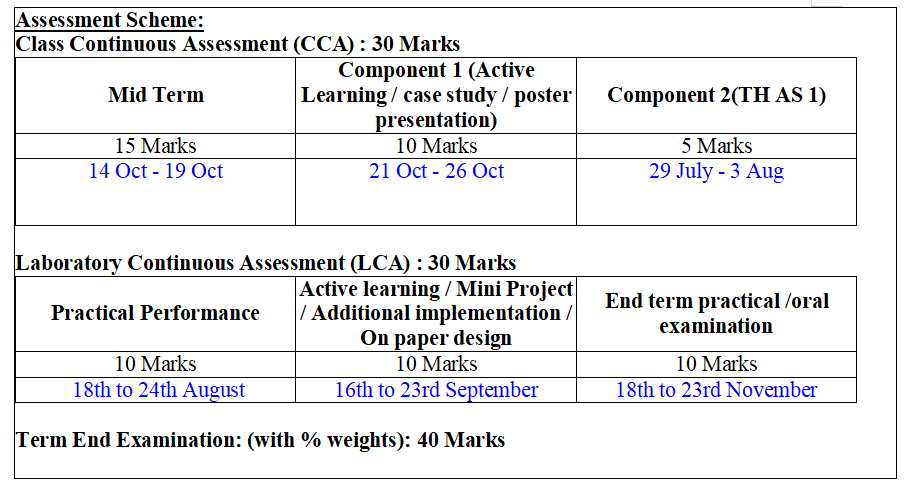 Assessment Scheme:
Class Continuous Assessment (CCA) : 30 Marks
Mid Term
Component 1 (Active
Learning / case study / poster
presentation)
Component 2(TH AS 1)
15 Marks
10 Marks
5 Marks
14 Oct - 19 Oct
21 Oct - 26 Oct
29 July - 3 Aug
Laboratory Continuous Assessment (LCA) : 30 Marks
Practical Performance
Active learning / Mini Project
/ Additional implementation /
On paper design
End term practical /oral
examination
10 Marks
10 Marks
10 Marks
18th to 24th August
16th to 23rd September
18th to 23rd November
Term End Examination: (with % weights): 40 Marks